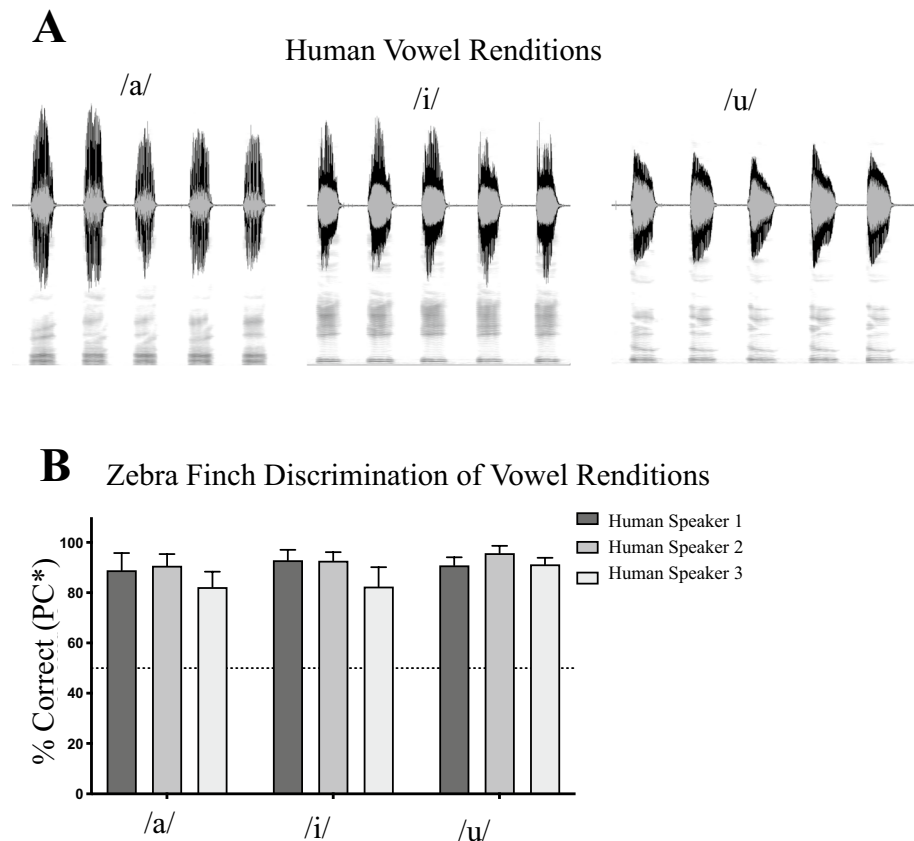 A
Human Vowel Renditions
/a/
/i/
/u/
B
Zebra Finch Discrimination of Vowel Renditions
% Correct (PC*)
100
80
60
40
20
0
/a/
/i/
/u/
Human Speaker 1
Human Speaker 2
Human Speaker 3